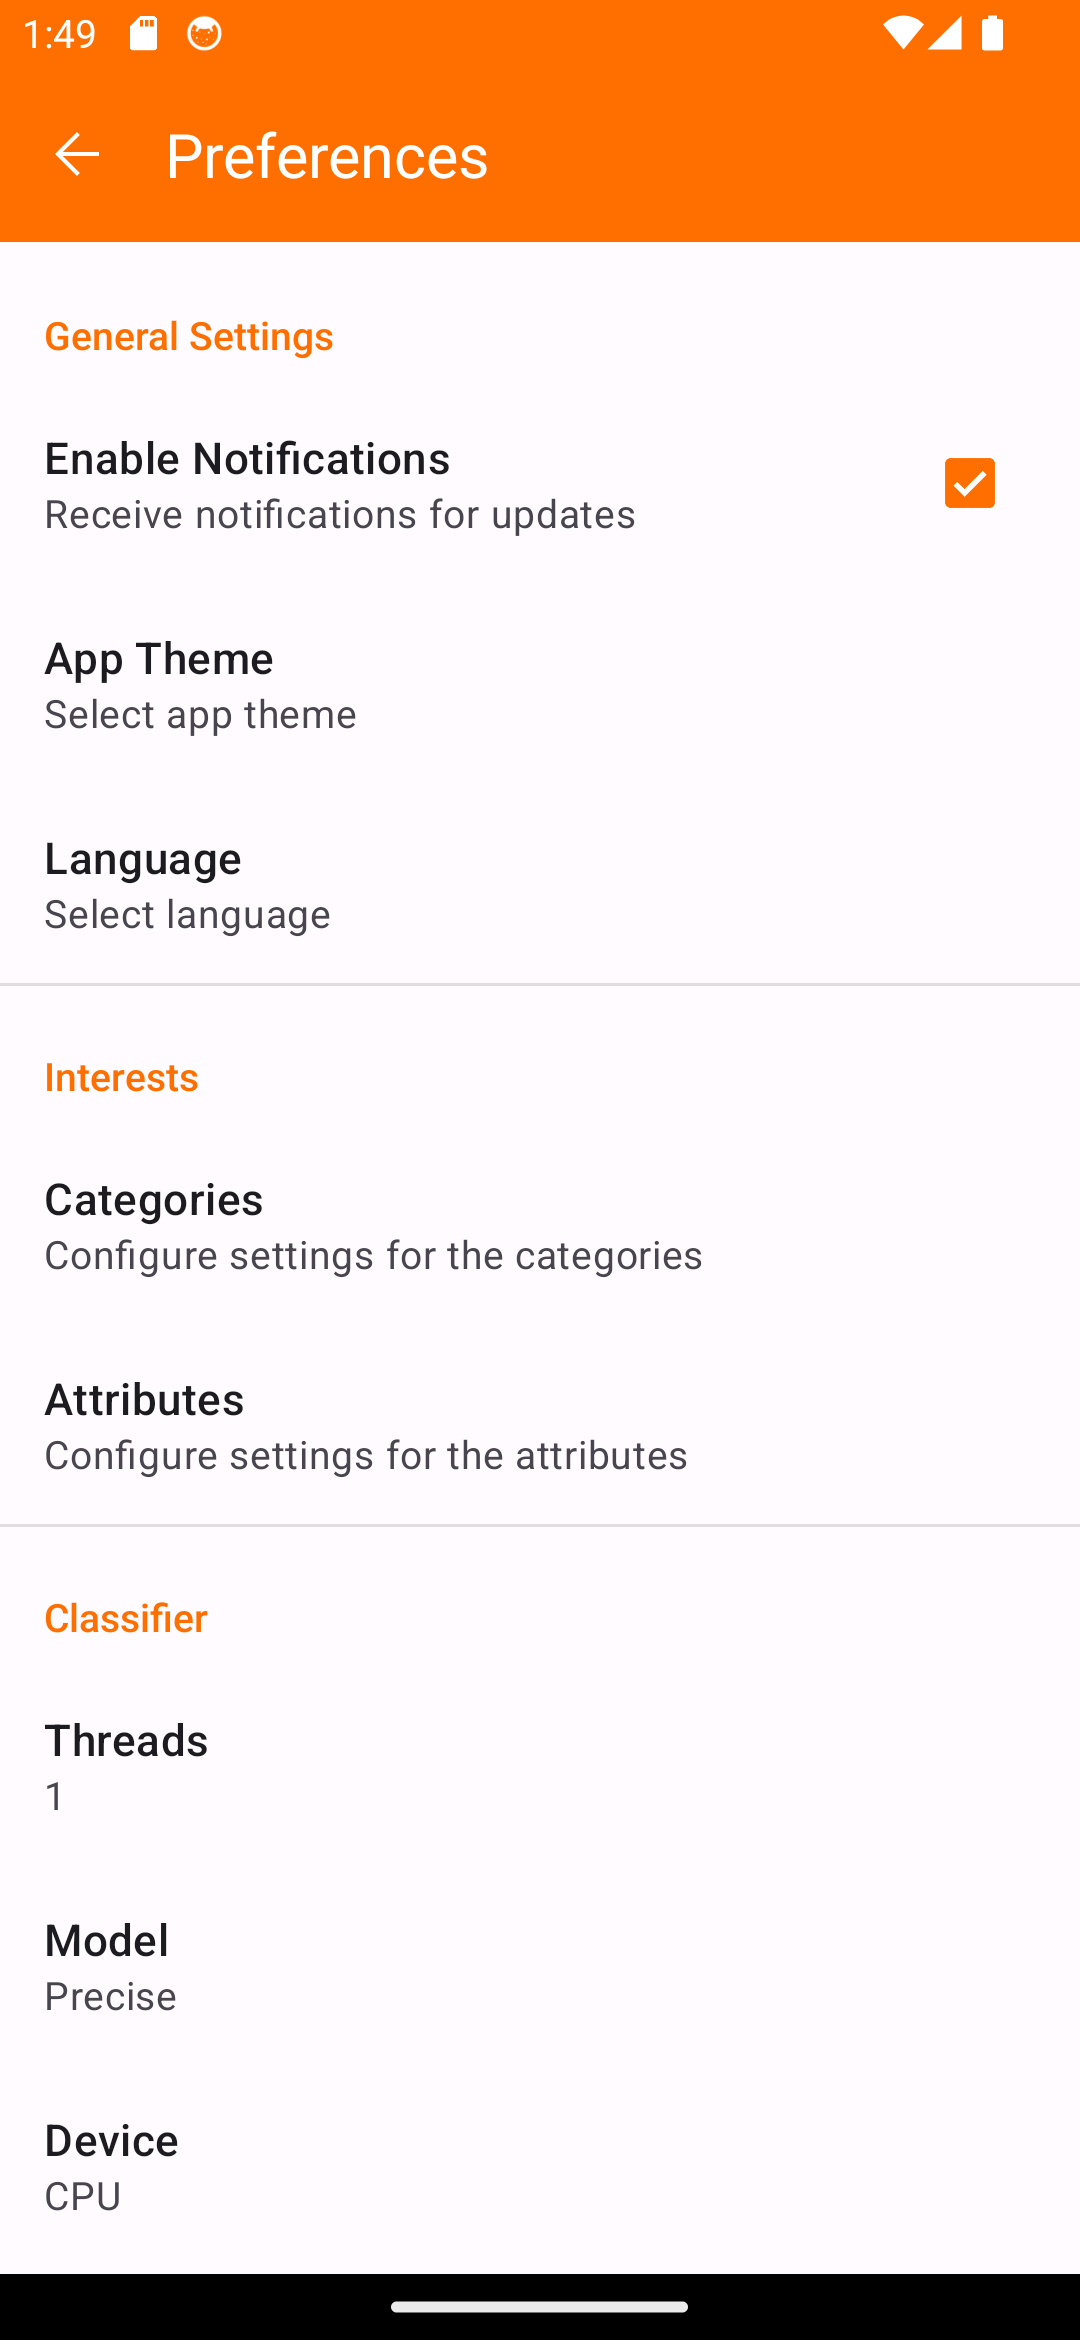 1:49
Preferences
General Settings
Enable Notifications
Receive notifications for updates
App Theme
Select app theme
Language
Select language
Interests
Categories
Configure settings for the categories
Attributes
Configure settings for the attributes
Classifier
Threads
1
Model
Precise
Device
CPU